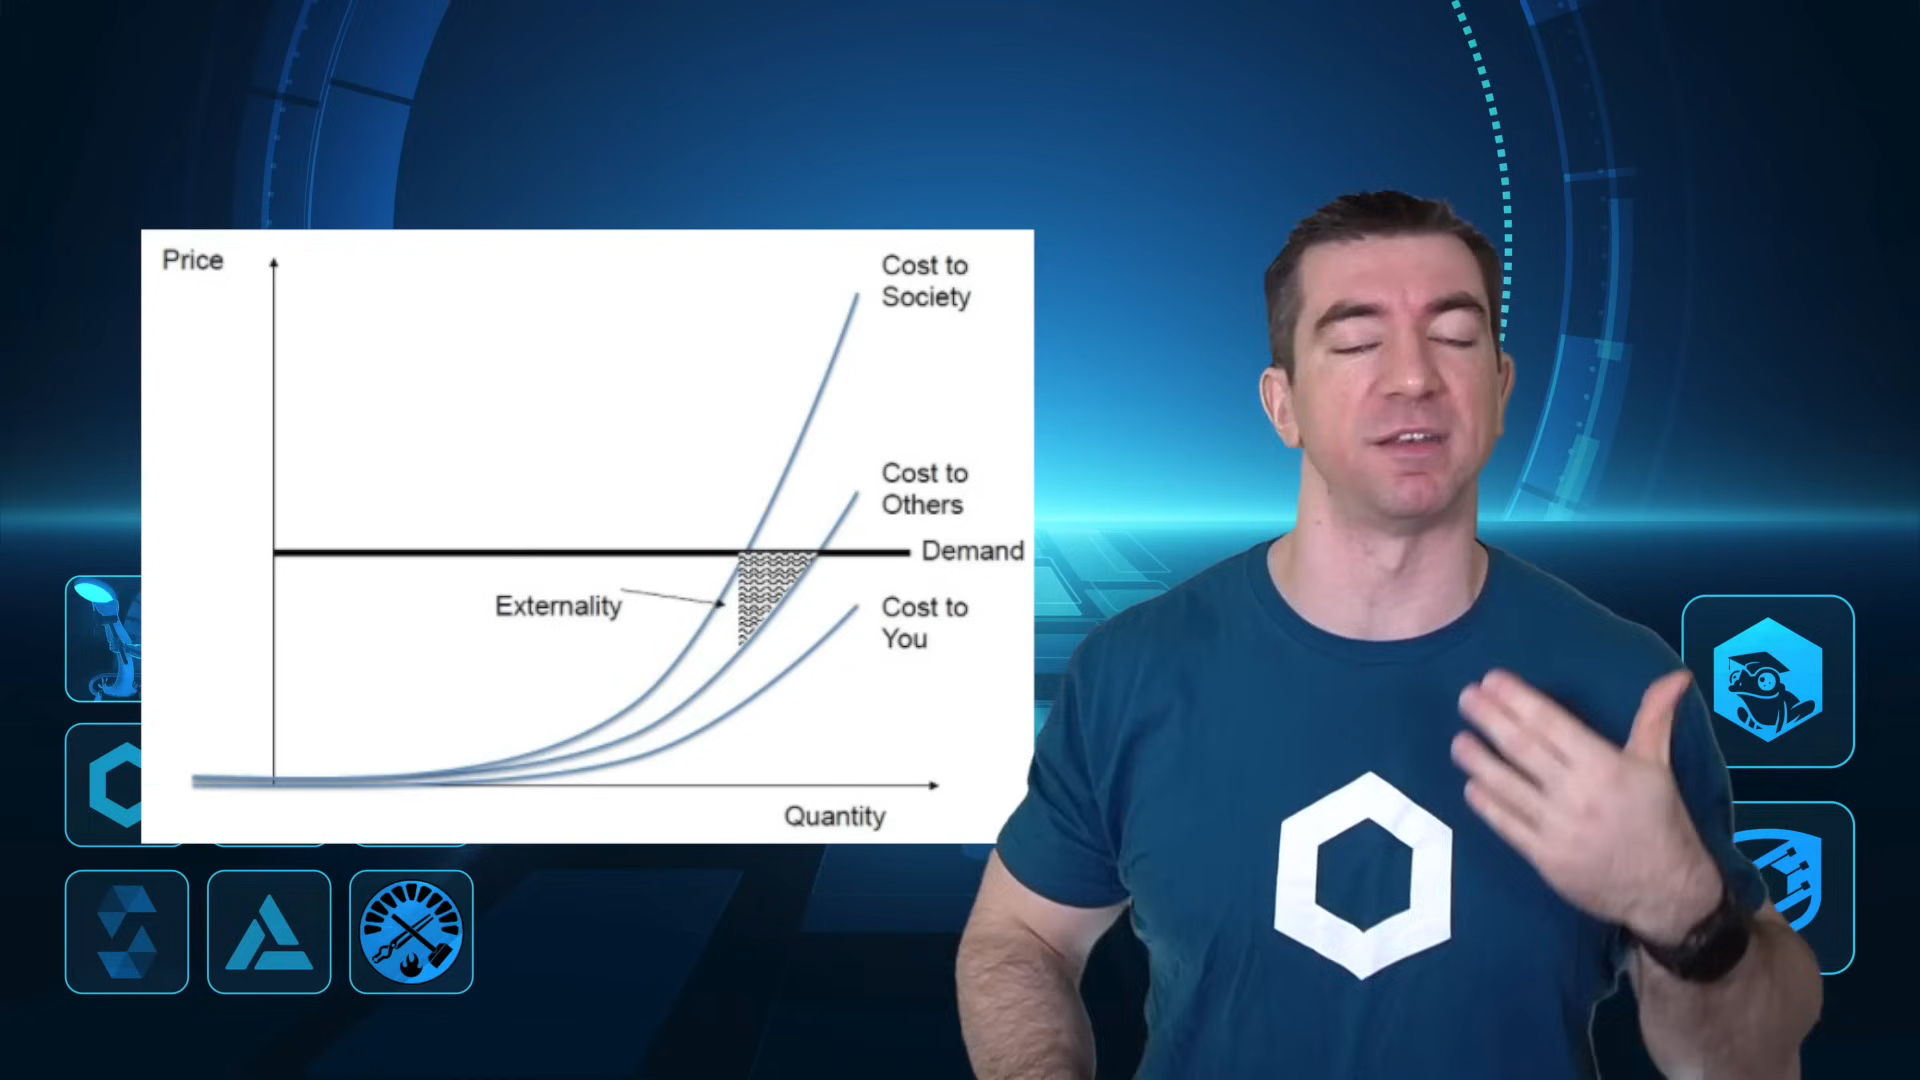 Price
Cost to
Society
Cost to
Others
Demand
Externality
Cost to
You
Quantity